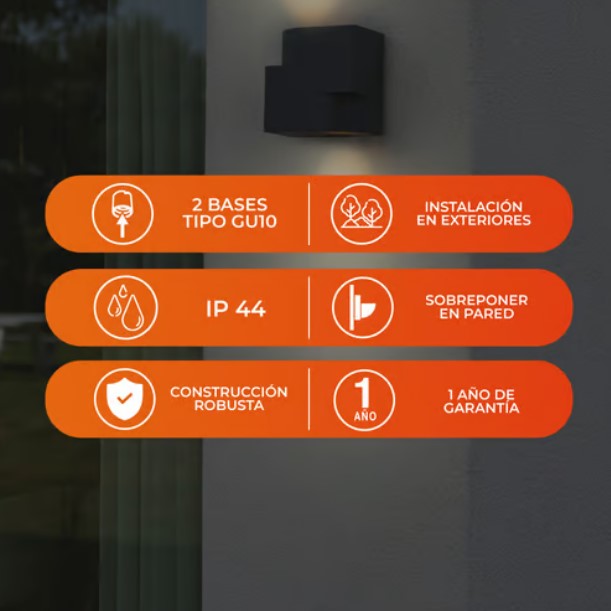 2 BASES
TIPO GU10
INSTALACIÓN
EN EXTERIORES
IP 44
SOBREPONER
EN PARED
CONSTRUCCIÓN
ROBUSTA
1
AÑO
1 AÑO DE
GARANTÍA